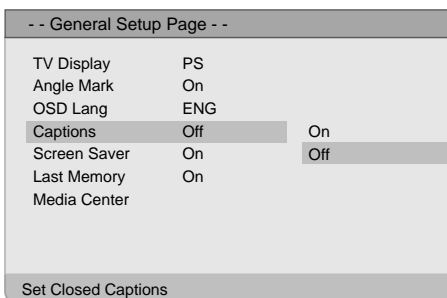 - - General Setup Page - -
TV Display PS
Angle Mark On
OSD Lang ENG
Captions Off On
Screen Saver On Off
Last Memory On
Media Center
Set Closed Captions